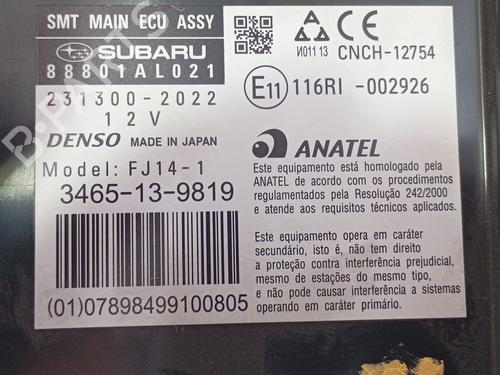 SMT MAIN ECU ASSY
SUBARU
88801AL021
231300-2022
12V
DENSO MADE IN JAPAN
Model: FJ14-1
3465-13-9819
(01)07898499100805
И011 13 CNCH-12754
E11 116RI -002926
ANATEL
Este equipamento está homologado pela
ANATEL de acordo com os procedimentos
regulamentados pela Resolução 242/2000
e atende aos requisitos técnicos aplicados.
Este equipamento opera em caráter
secundário, isto é, não tem direito
a proteção contra interferência prejudicial,
mesmo de estações do mesmo tipo,
e não pode causar interferência a sistemas
operando em caráter primário.